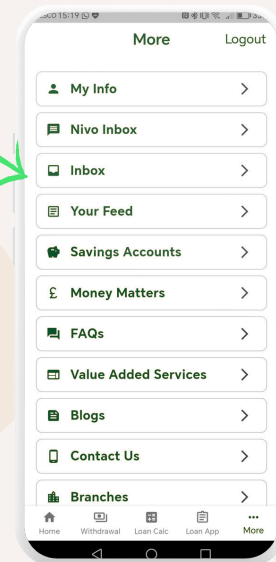 More
Logout
My Info
Nivo Inbox
Inbox
Your Feed
Savings Accounts
£ Money Matters
FAQs
Value Added Services
Blogs
Contact Us
Branches
Home Withdrawal Loan Calc Loan App More